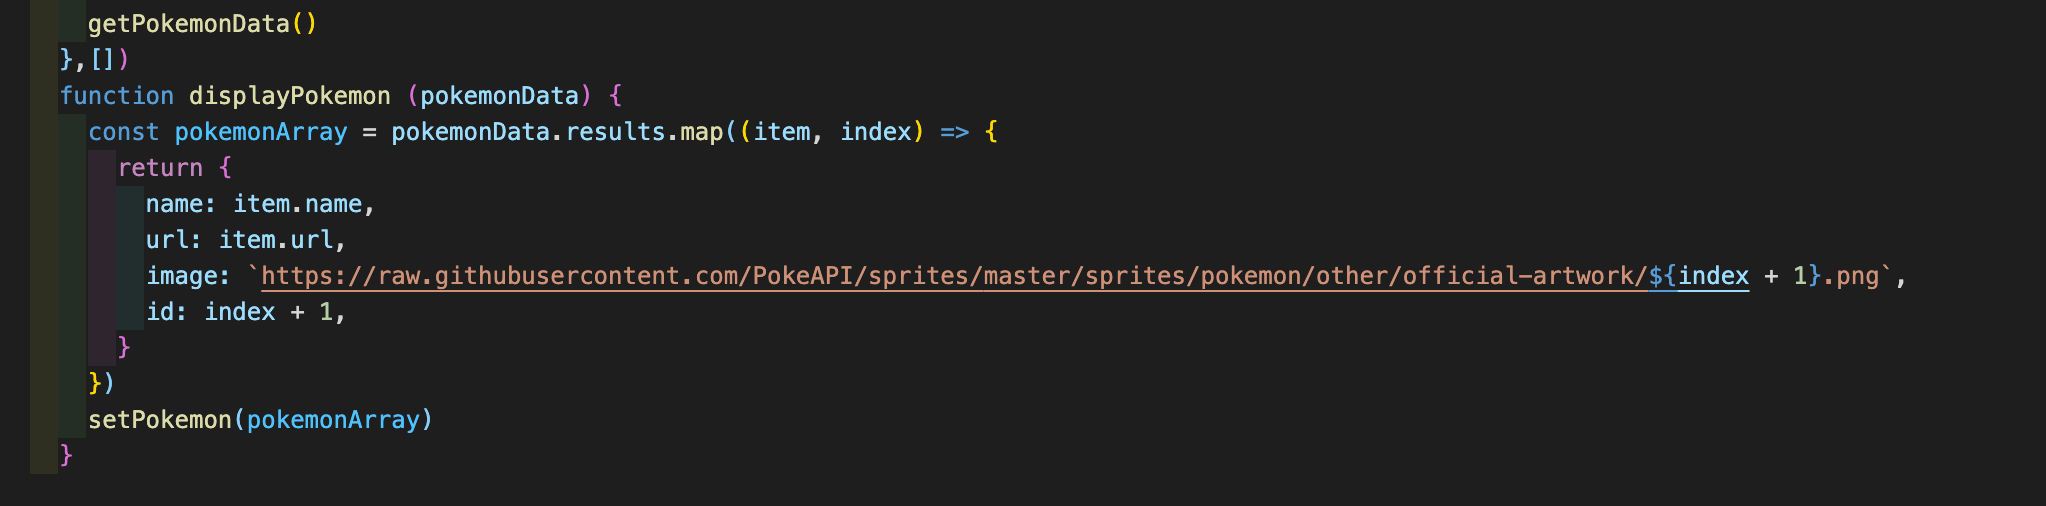 getPokemonData()
},[])
function displayPokemon (pokemonData) {
const pokemonArray = pokemonData.results.map((item, index) => {
return {
name: item.name,
url: item.url,
image: `https://raw.githubusercontent.com/PokeAPI/sprites/master/sprites/pokemon/other/official-artwork/${index + 1}.png`,
id: index + 1,
}
})
setPokemon(pokemonArray)
}